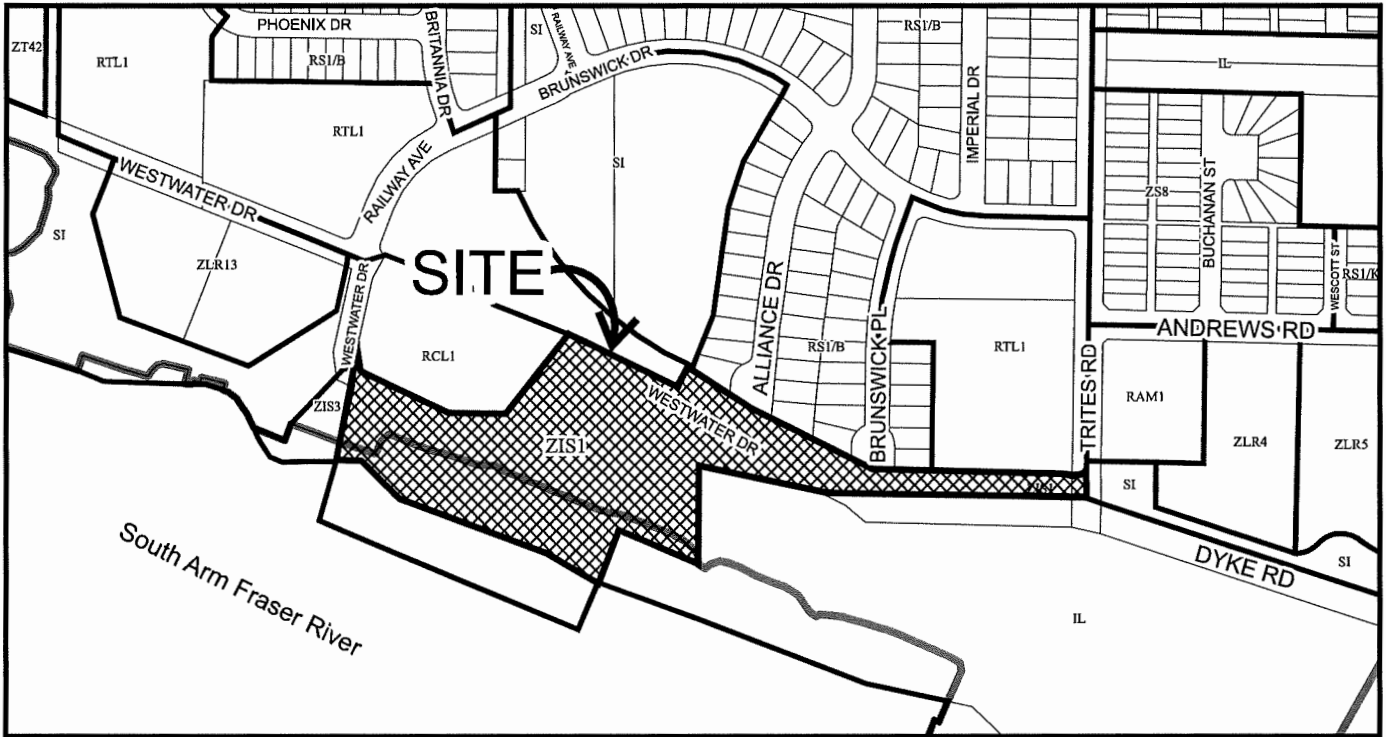 PHOENIX DR
BRITANNIA DR
SI
RAILWAY AVE
RS1/B
ZT42
RTL1
RS1/B
BRUNSWICK DR
IMPERIAL DR
IL
RTL1
SI
WESTWATER DR
RAILWAY AVE
ZS8
BUCHANAN ST
SI
ZLR13
WESTWATER DR
SITE
ALLIANCE DR
WESCOTT ST
RS1/K
ANDREWS RD
RCL1
RS1/B
BRUNSWICK PL
RTL1
TRITES RD
RAM1
ZIS3
WESTWATER DR
ZIS1
ZLR4
ZLR5
ZIS1
SI
South Arm Fraser River
DYKE RD
SI
IL